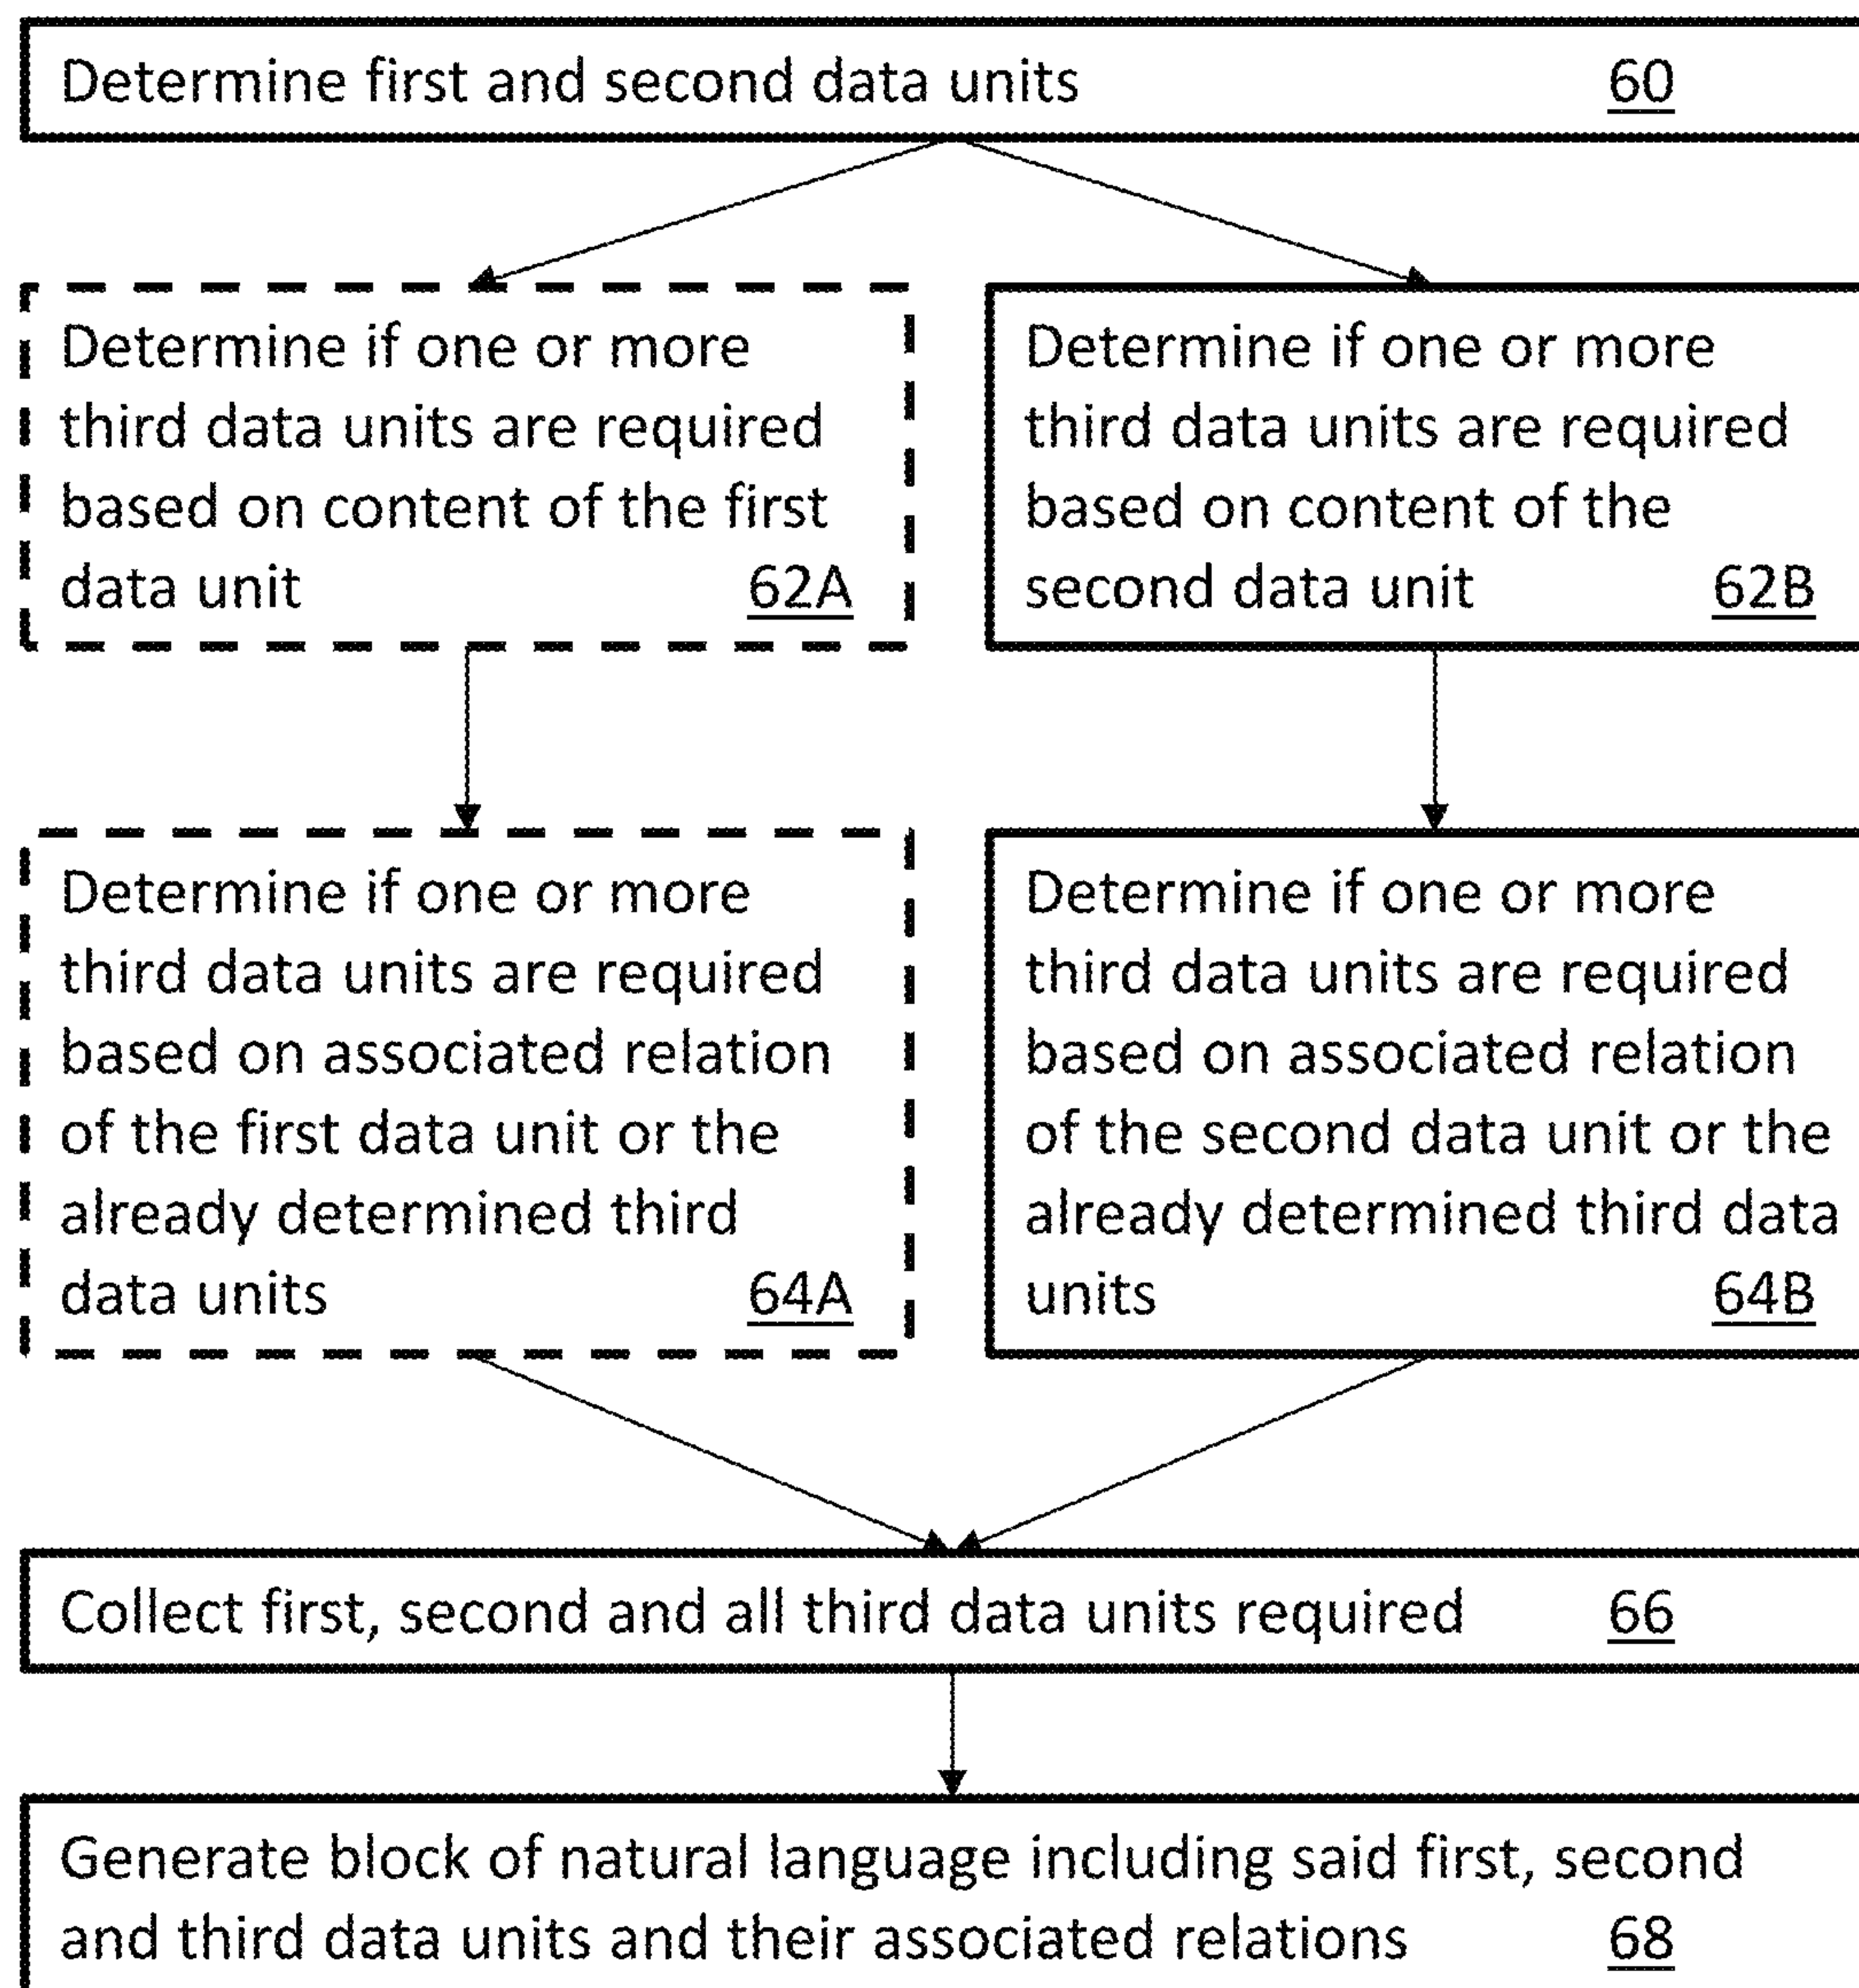 Determine first and second data units 60
Determine if one or more
third data units are required
based on content of the first
data unit 62A
Determine if one or more
third data units are required
based on content of the
second data unit 62B
Determine if one or more
third data units are required
based on associated relation
of the first data unit or the
already determined third
data units 64A
Determine if one or more
third data units are required
based on associated relation
of the second data unit or the
already determined third data
units 64B
Collect first, second and all third data units required 66
Generate block of natural language including said first, second
and third data units and their associated relations 68